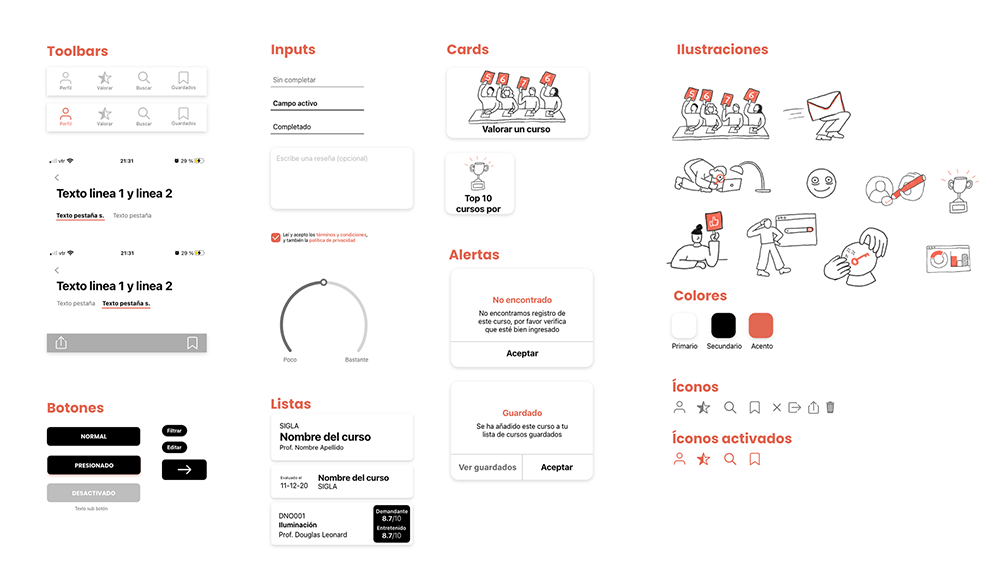 Toolbars
Perfil
Valorar
Buscar
Guardados
Perfil
Valorar
Buscar
Guardados
vtr
21:31
29 %
Texto linea 1 y linea 2
Texto pestaña s.
Texto pestaña
vtr
21:31
29 %
Texto linea 1 y linea 2
Texto pestaña
Texto pestaña s.
Botones
NORMAL
PRESIONADO
DESACTIVADO
Texto sub botón
Filtrar
Editar
Inputs
Sin completar
Campo activo
Completado
Escribe una reseña (opcional)
Leí y acepto los términos y condiciones,
y también la política de privacidad
Poco
Bastante
Listas
SIGLA
Nombre del curso
Prof. Nombre Apellido
Evaluado el
11-12-20
Nombre del curso
SIGLA
DNO001
Iluminación
Prof. Douglas Leonard
Demandante
8.7/10
Entretenido
8.7/10
Cards
5
6
7
6
Valorar un curso
Top 10
cursos por
Alertas
No encontrado
No encontramos registro de
este curso, por favor verifica
que esté bien ingresado
Aceptar
Guardado
Se ha añadido este curso a tu
lista de cursos guardados
Ver guardados
Aceptar
Ilustraciones
5
6
7
6
Colores
Primario
Secundario
Acento
Íconos
Íconos activados